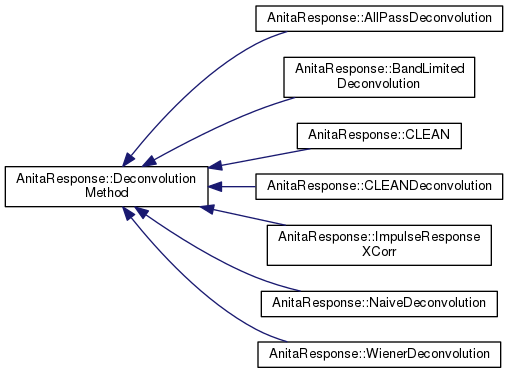 AnitaResponse::AllPassDeconvolution
AnitaResponse::BandLimited
Deconvolution
AnitaResponse::CLEAN
AnitaResponse::Deconvolution
Method
AnitaResponse::CLEANDeconvolution
AnitaResponse::ImpulseResponse
XCorr
AnitaResponse::NaiveDeconvolution
AnitaResponse::WienerDeconvolution